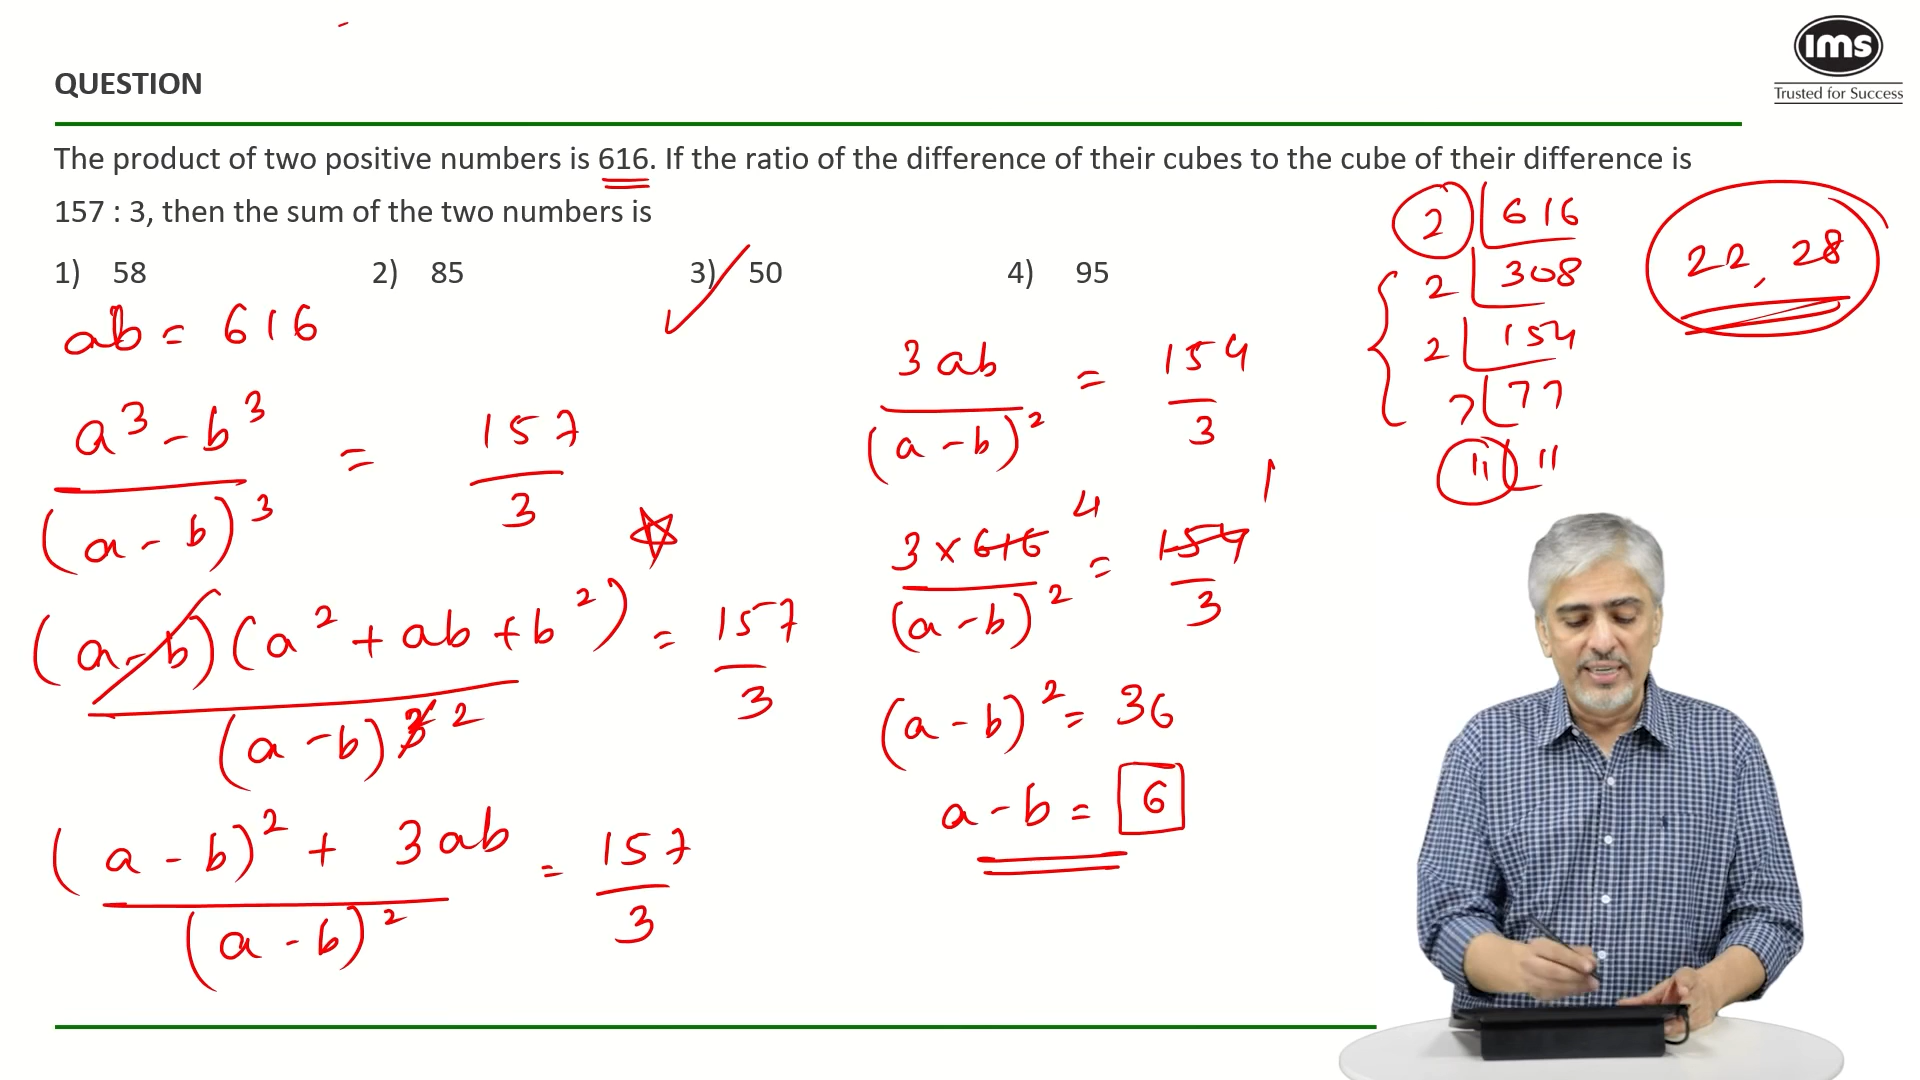 ims
Trusted for Success
QUESTION
The product of two positive numbers is 616. If the ratio of the difference of their cubes to the cube of their difference is
157 : 3, then the sum of the two numbers is
1) 58 2) 85 3) 50 4) 95
ab = 616
a³ - b³ / (a - b)³ = 157 / 3
(a - b)(a² + ab + b²) / (a - b)3 2 = 157 / 3
(a - b)² + 3ab / (a - b)² = 157 / 3
3ab / (a - b)² = 154 / 3
3 × 616 4 / (a - b)² = 154 1 / 3
(a - b)² = 36
a - b = 6
2 | 616
2 | 308
2 | 154
7 | 77
11 | 11
22, 28